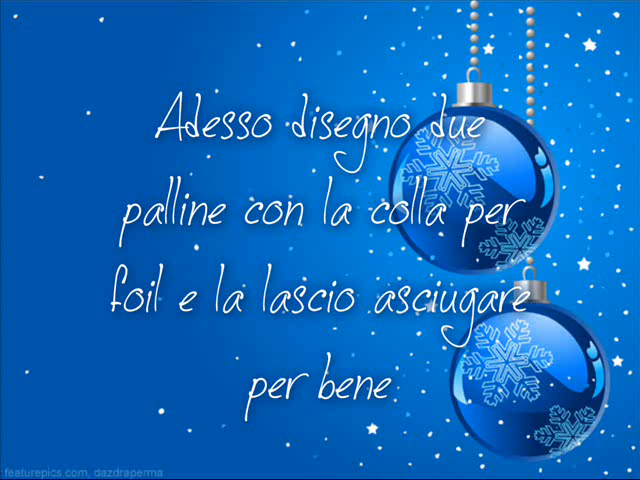 Adesso disegno due
palline con la colla per
foil e la lascio asciugare
per bene
featurepics.com, dazdraperma